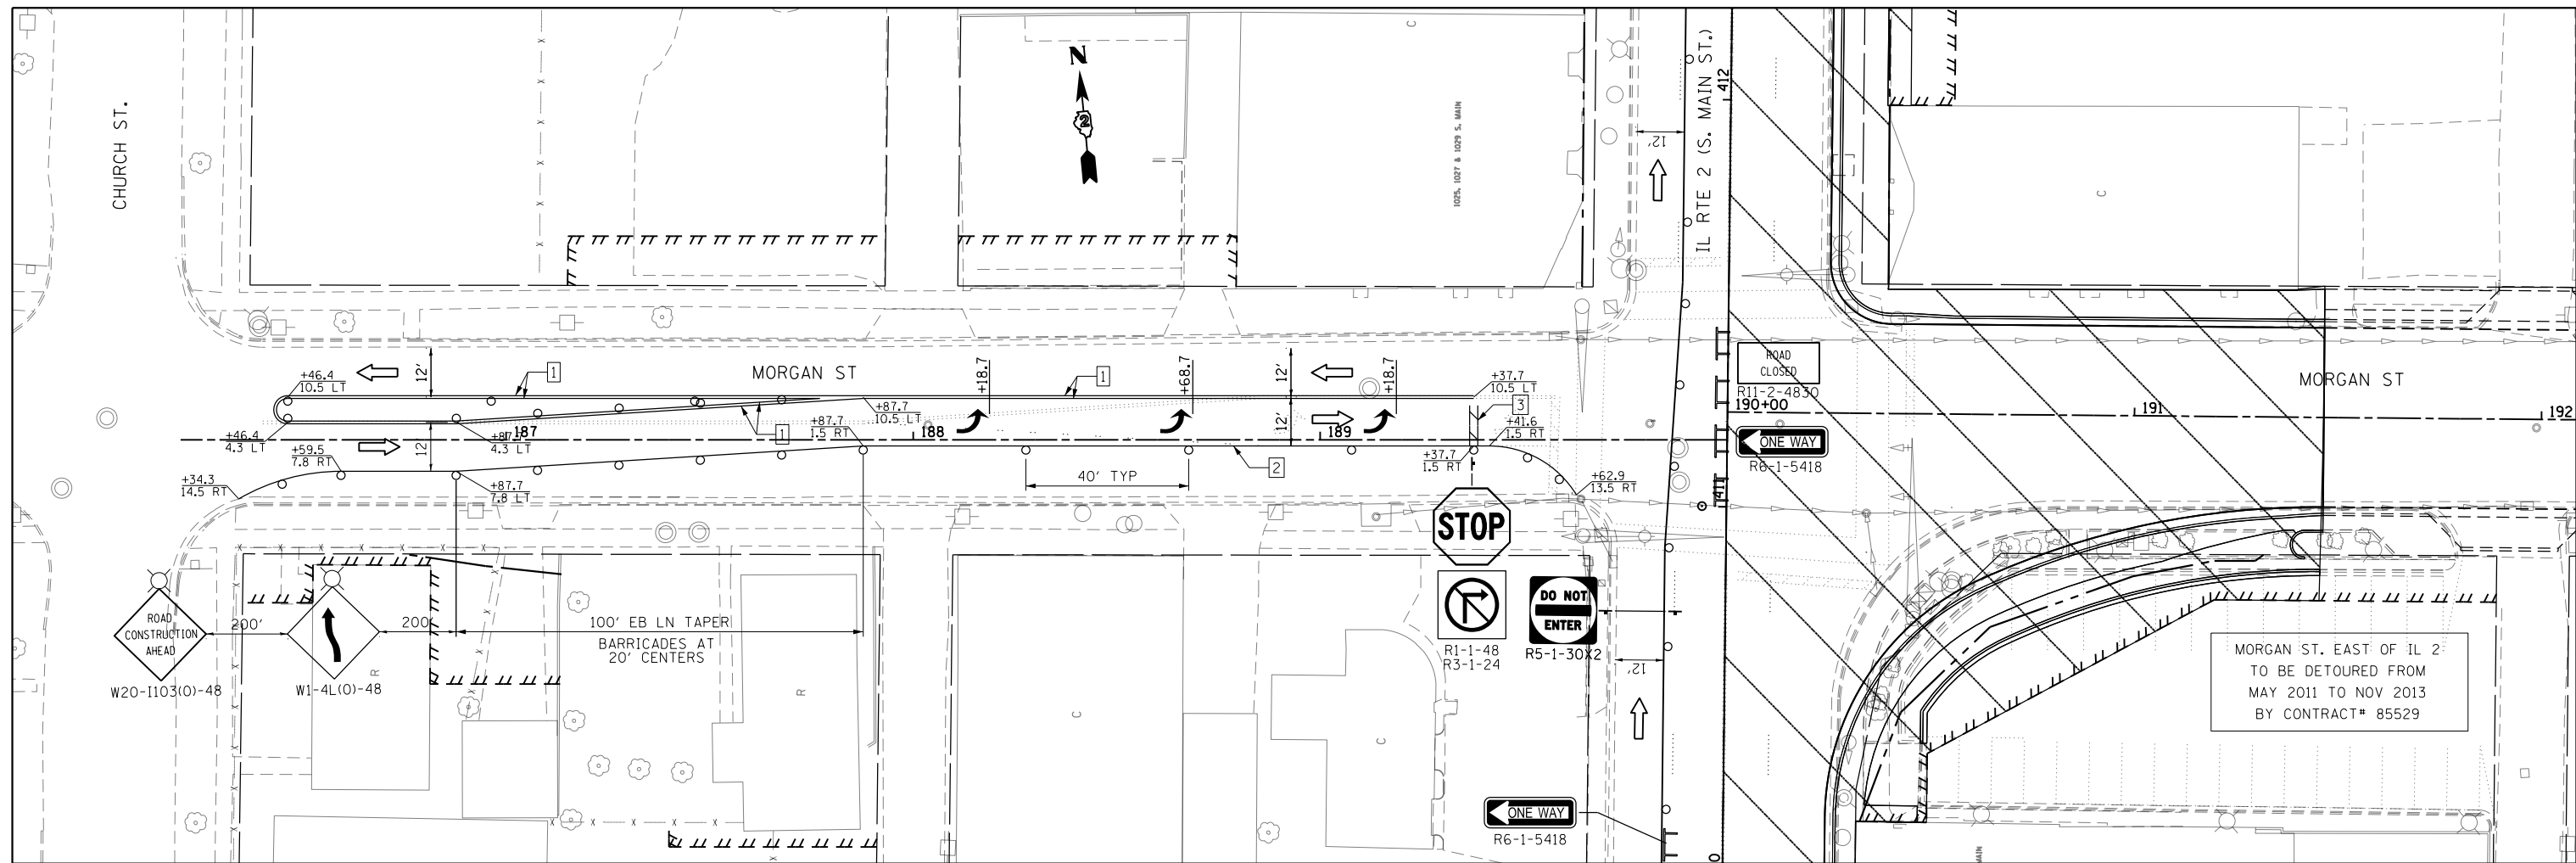 CHURCH ST.
N
2
C
1025, 1027 & 1029 S. MAIN
IL RTE 2 (S. MAIN ST.)
412
12'
C
+46.4
10.5 LT
12'
1
MORGAN ST
+18.7
+68.7
1
12'
+18.7
+37.7
10.5 LT
ROAD
CLOSED
R11-2-4830
MORGAN ST
+46.4
4.3 LT
12'
+87.7
4.3 LT
187
1
+87.7
1.5 RT
+87.7
10.5 LT
188
12'
189
3
+41.6
1.5 RT
190+00
191
192
+59.5
7.8 RT
+34.3
14.5 RT
+87.7
7.8 LT
40' TYP
2
+37.7
1.5 RT
+62.9
13.5 RT
ONE WAY
R6-1-5418
411
STOP
ROAD
CONSTRUCTION
AHEAD
200'
200'
100' EB LN TAPER
BARRICADES AT
20' CENTERS
W20-I103(O)-48
W1-4L(O)-48
R
R
C
C
R1-1-48
R3-1-24
DO NOT
ENTER
R5-1-30X2
12'
MORGAN ST. EAST OF IL 2
TO BE DETOURED FROM
MAY 2011 TO NOV 2013
BY CONTRACT# 85529
ONE WAY
R6-1-5418
0
MAIN